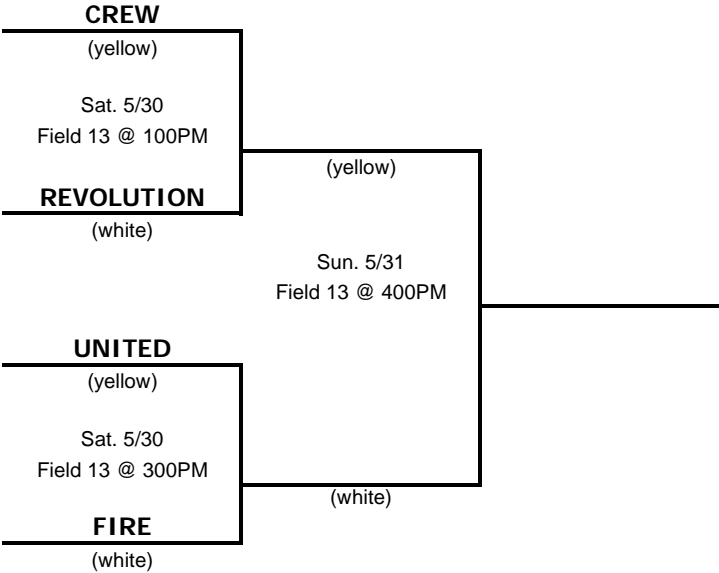 CREW
(yellow)
Sat. 5/30
Field 13 @ 100PM
REVOLUTION
(white)
(yellow)
Sun. 5/31
Field 13 @ 400PM
UNITED
(yellow)
Sat. 5/30
Field 13 @ 300PM
FIRE
(white)
(white)